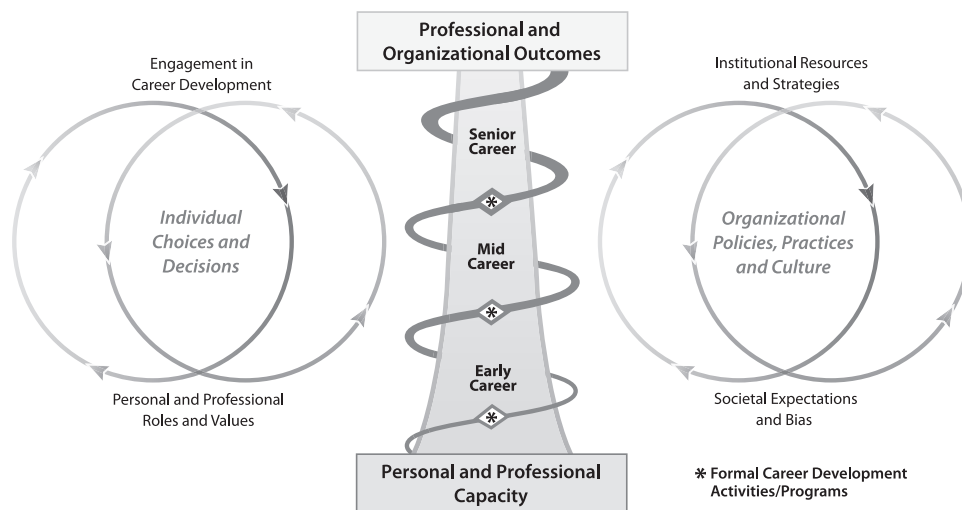 Professional and
Organizational Outcomes
Engagement in
Career Development
Institutional Resources
and Strategies
Senior
Career
*
Individual
Choices and
Decisions
Organizational
Policies, Practices
and Culture
Mid
Career
*
Early
Career
*
Personal and Professional
Roles and Values
Societal Expectations
and Bias
Personal and Professional
Capacity
* Formal Career Development
Activities/Programs